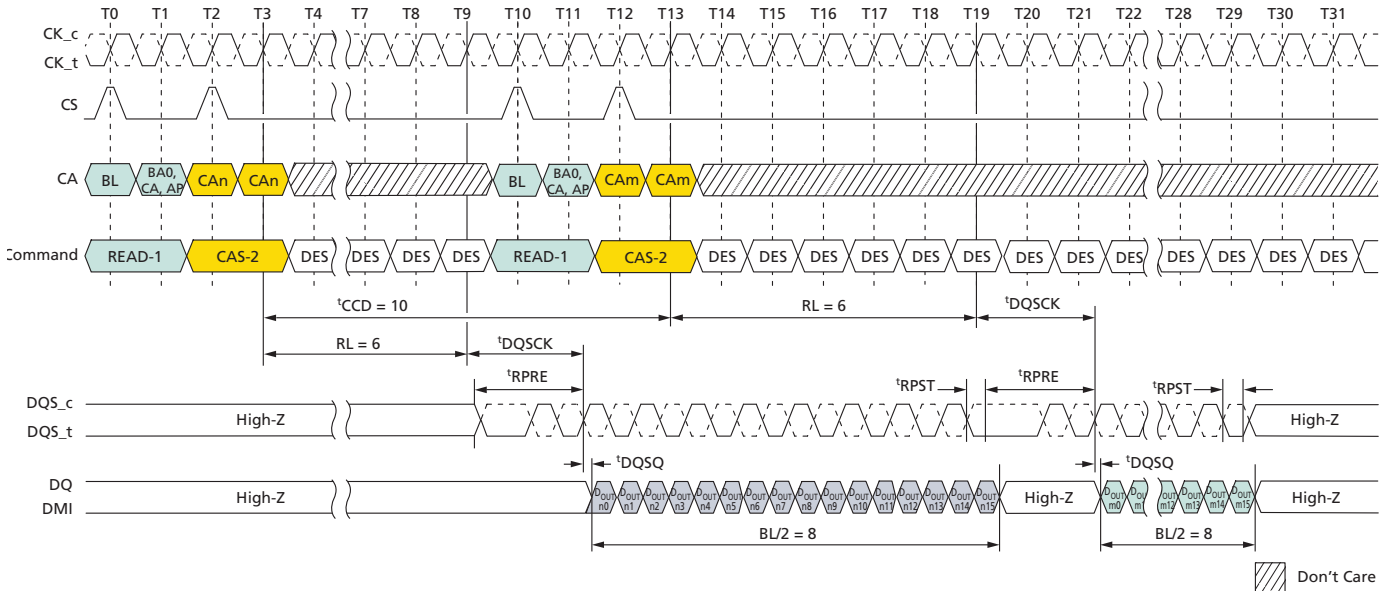 T0 T1 T2 T3 T4 T7 T8 T9 T10 T11 T12 T13 T14 T15 T16 T17 T18 T19 T20 T21 T22 T28 T29 T30 T31
CK_c
CK_t
CS
CA BL BA0, CA, AP CAn CAn BL BA0, CA, AP CAm CAm
Command READ-1 CAS-2 DES DES DES DES READ-1 CAS-2 DES DES DES DES DES DES DES DES DES DES DES DES DES
tCCD = 10 RL = 6 tDQSCK
RL = 6 tDQSCK
tRPRE tRPST tRPRE tRPST
DQS_c
DQS_t High-Z High-Z
tDQSQ tDQSQ
DQ
DMI High-Z DOUT n0 DOUT n1 DOUT n2 DOUT n3 DOUT n4 DOUT n5 DOUT n6 DOUT n7 DOUT n8 DOUT n9 DOUT n10 DOUT n11 DOUT n12 DOUT n13 DOUT n14 DOUT n15 High-Z DOUT m0 DOUT DOUT m12 DOUT m13 DOUT m14 DOUT m15 High-Z
BL/2 = 8 BL/2 = 8
Don't Care